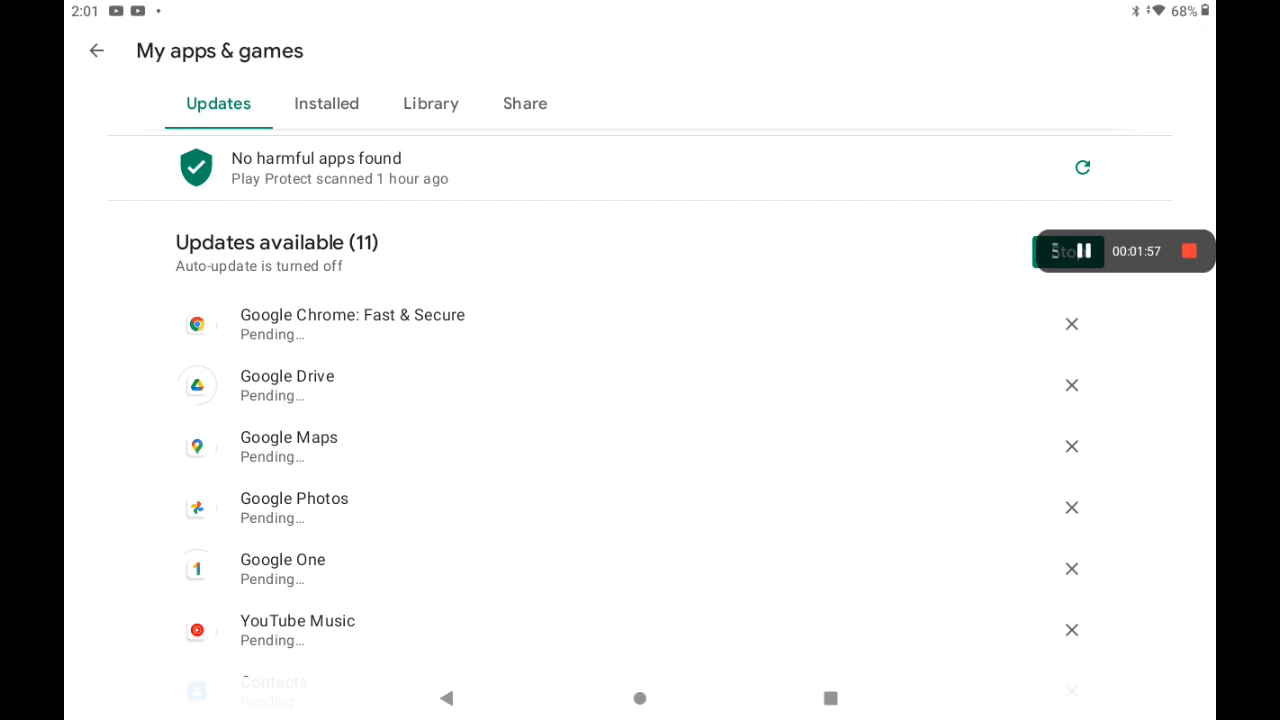 2:01
68%
My apps & games
Updates Installed Library Share
No harmful apps found
Play Protect scanned 1 hour ago
Updates available (11)
Auto-update is turned off
Stop
00:01:57
Google Chrome: Fast & Secure
Pending...
Google Drive
Pending...
Google Maps
Pending...
Google Photos
Pending...
Google One
Pending...
YouTube Music
Pending...
Contacts
Pending...